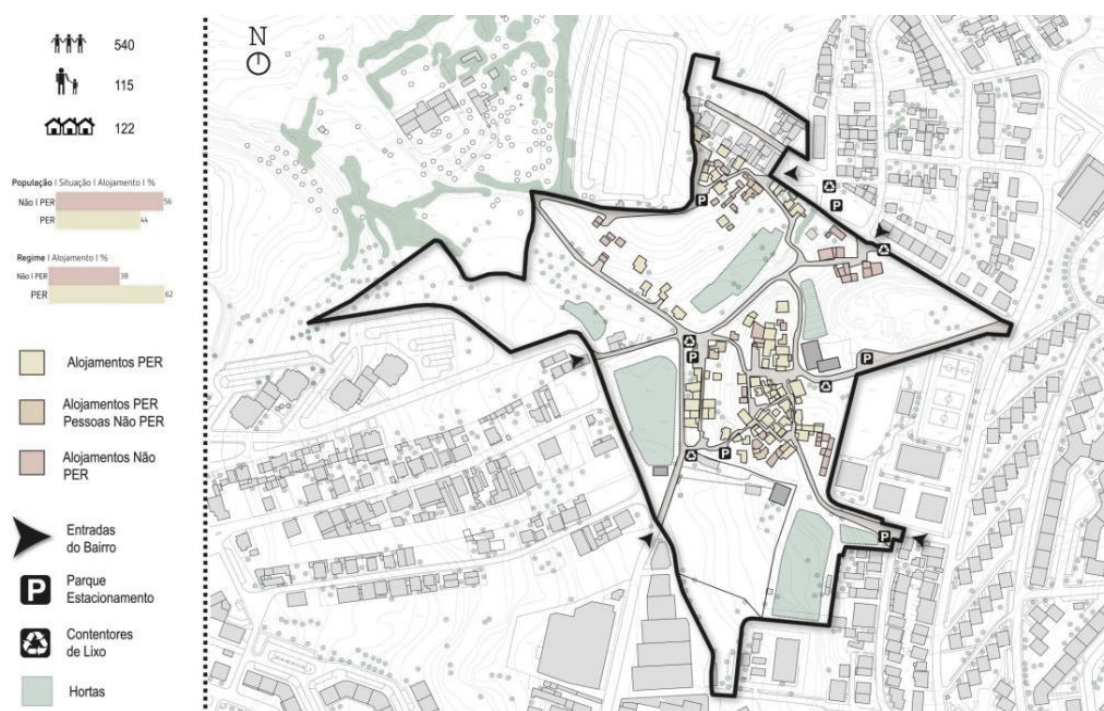 540
115
122
População | Situação | Alojamento | %
Não | PER 56
PER 44
Regime | Alojamento | %
Não | PER 38
PER 62
Alojamentos PER
Alojamentos PER
Pessoas Não PER
Alojamentos Não
PER
Entradas
do Bairro
P Parque
Estacionamento
Contentores
de Lixo
Hortas
N
P
P
P
P
P
P